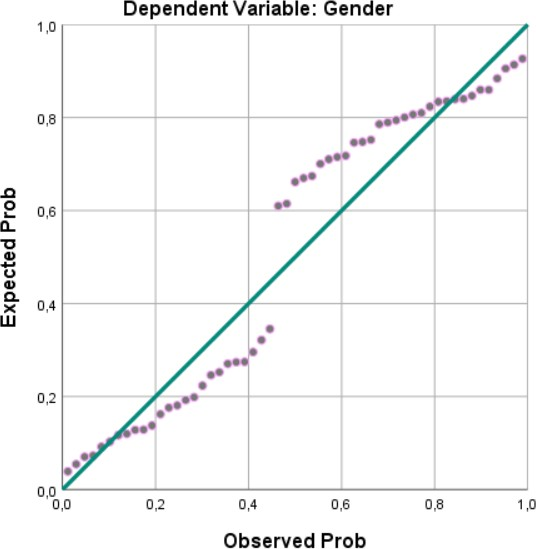 Dependent Variable: Gender
Expected Prob
1,0
0,8
0,6
0,4
0,2
0,0
0,0 0,2 0,4 0,6 0,8 1,0
Observed Prob